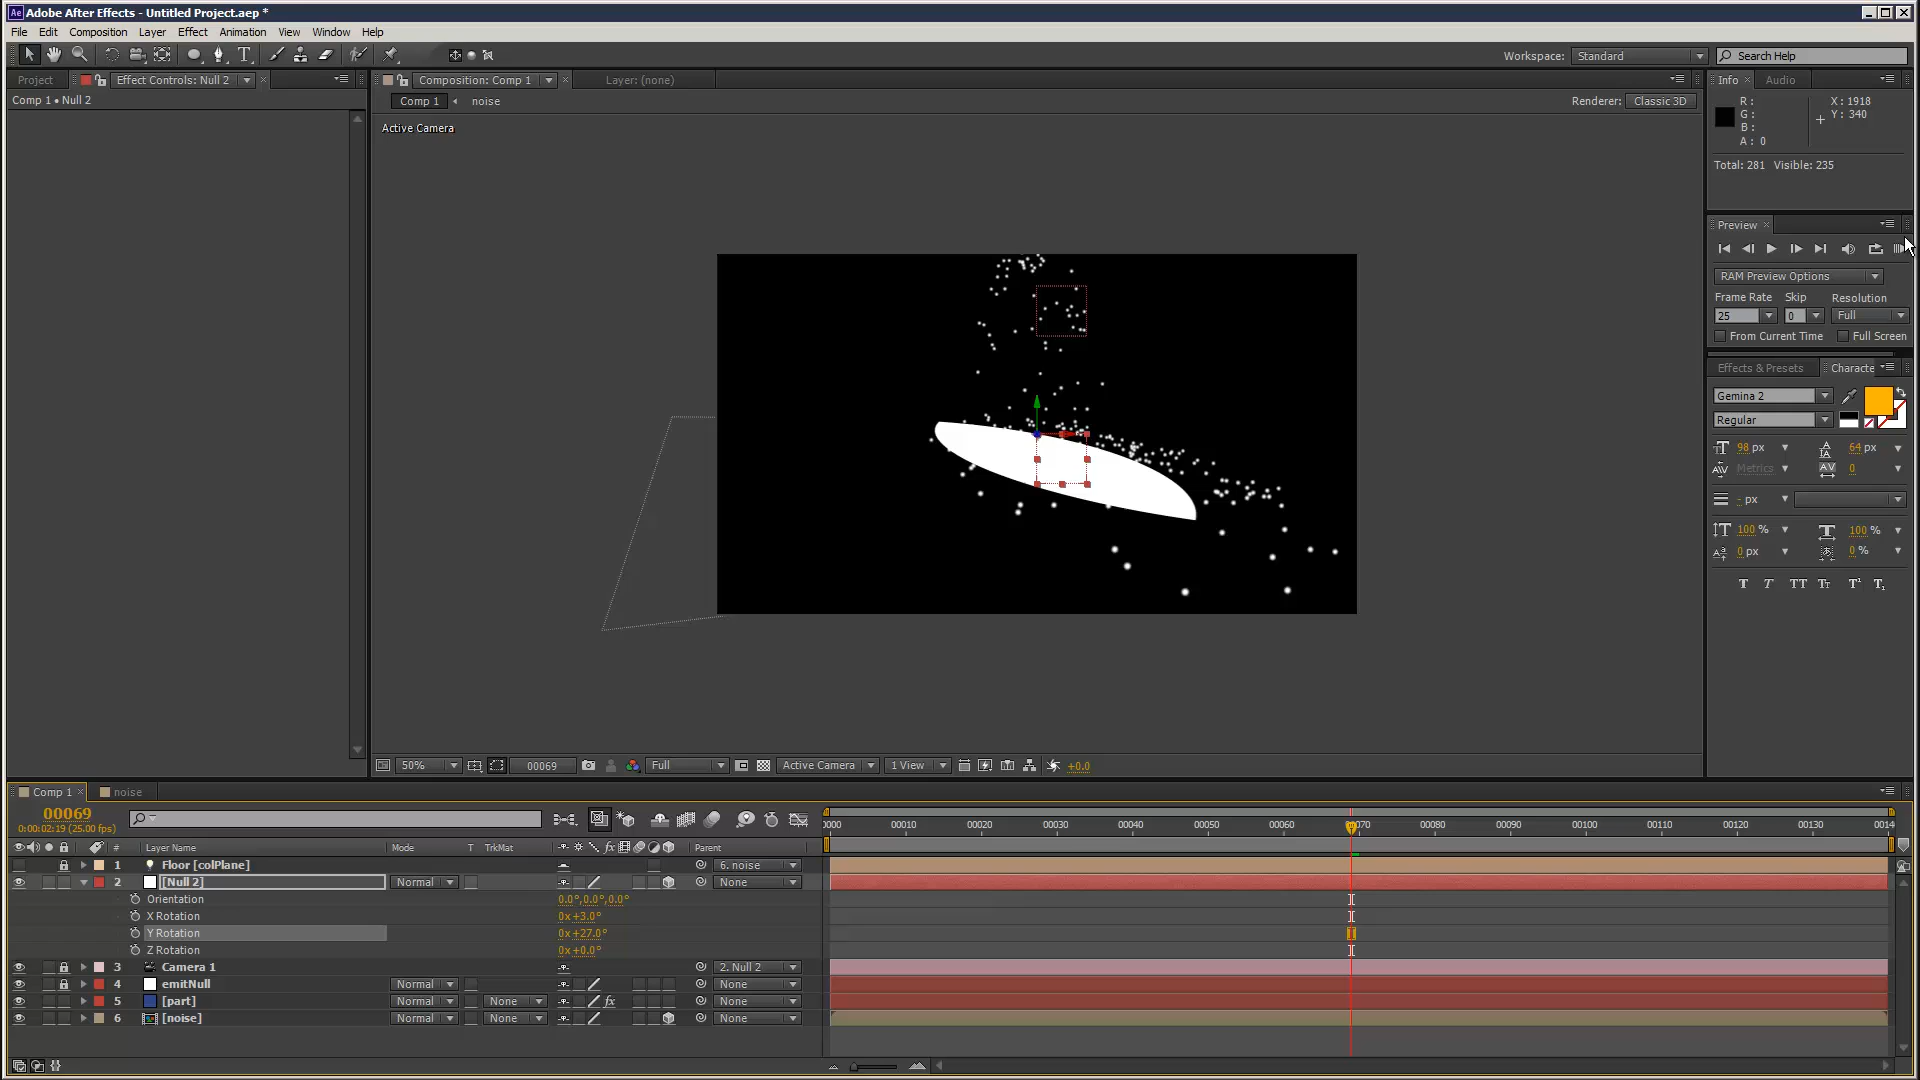 Adobe After Effects - Untitled Project.aep *
File Edit Composition Layer Effect Animation View Window Help
Workspace: Standard Search Help
Project Effect Controls: Null 2 Composition: Comp 1 Layer: (none) Info Audio
Comp 1 • Null 2
Comp 1 noise Renderer: Classic 3D
Active Camera
R: X: 1918
G: Y: 340
B:
A: 0
Total: 281 Visible: 235
Preview
RAM Preview Options
Frame Rate Skip Resolution
25 0 Full
From Current Time Full Screen
Effects & Presets Characte
Gemina 2
Regular
98 px 64 px
Metrics 0
- px
100 % 100 %
0 px 0 %
T T TT Tt T¹ T₁
50% 00069 Full Active Camera 1 View +0.0
Comp 1 noise
00069
0:00:02:19 (25.00 fps)
0000 00010 00020 00030 00040 00050 00060 00070 00080 00090 00100 00110 00120 00130 0014
# Layer Name Mode T TrkMat Parent
1 Floor [colPlane] 6. noise
2 [Null 2] Normal None
Orientation 0.0°,0.0°,0.0°
X Rotation 0x+3.0°
Y Rotation 0x+27.0°
Z Rotation 0x+0.0°
3 Camera 1 2. Null 2
4 emitNull Normal None
5 [part] Normal None None
6 [noise] Normal None None